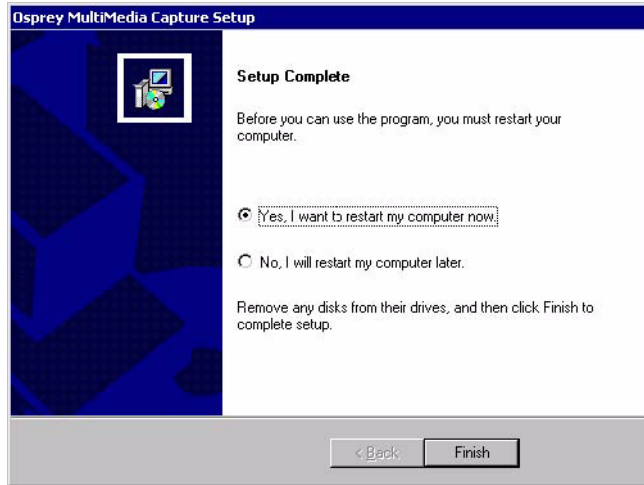 Osprey MultiMedia Capture Setup
Setup Complete
Before you can use the program, you must restart your
computer.
Yes, I want to restart my computer now.
No, I will restart my computer later.
Remove any disks from their drives, and then click Finish to
complete setup.
< Back
Finish